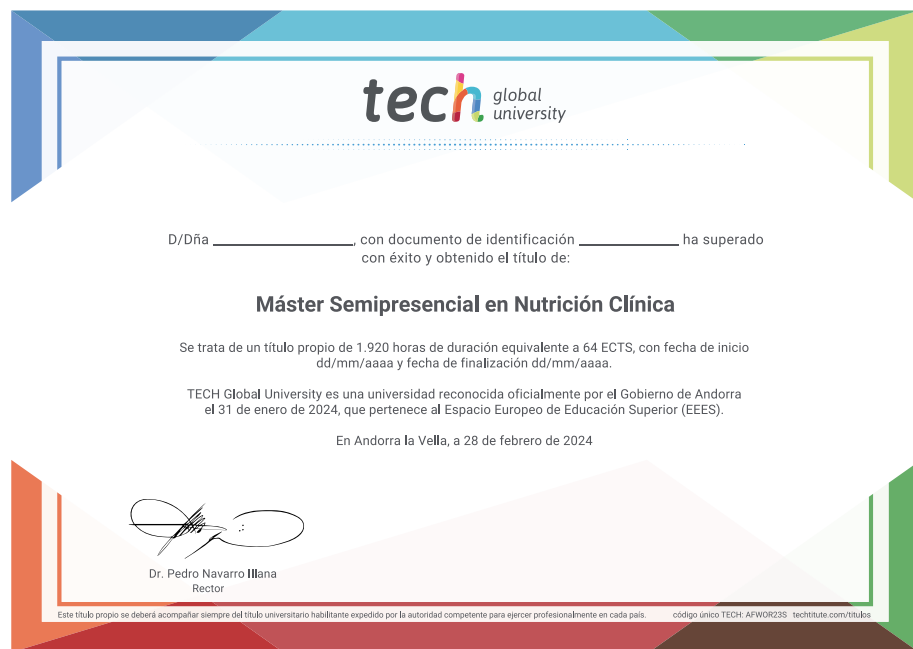 tech global
university
D/Dña ____________________, con documento de identificación ______________ ha superado
con éxito y obtenido el título de:
Máster Semipresencial en Nutrición Clínica
Se trata de un título propio de 1.920 horas de duración equivalente a 64 ECTS, con fecha de inicio
dd/mm/aaaa y fecha de finalización dd/mm/aaaa.
TECH Global University es una universidad reconocida oficialmente por el Gobierno de Andorra
el 31 de enero de 2024, que pertenece al Espacio Europeo de Educación Superior (EEES).
En Andorra la Vella, a 28 de febrero de 2024
Dr. Pedro Navarro Illana
Rector
Este título propio se deberá acompañar siempre del título universitario habilitante expedido por la autoridad competente para ejercer profesionalmente en cada país. código único TECH: AFWOR23S techtitute.com/titulos